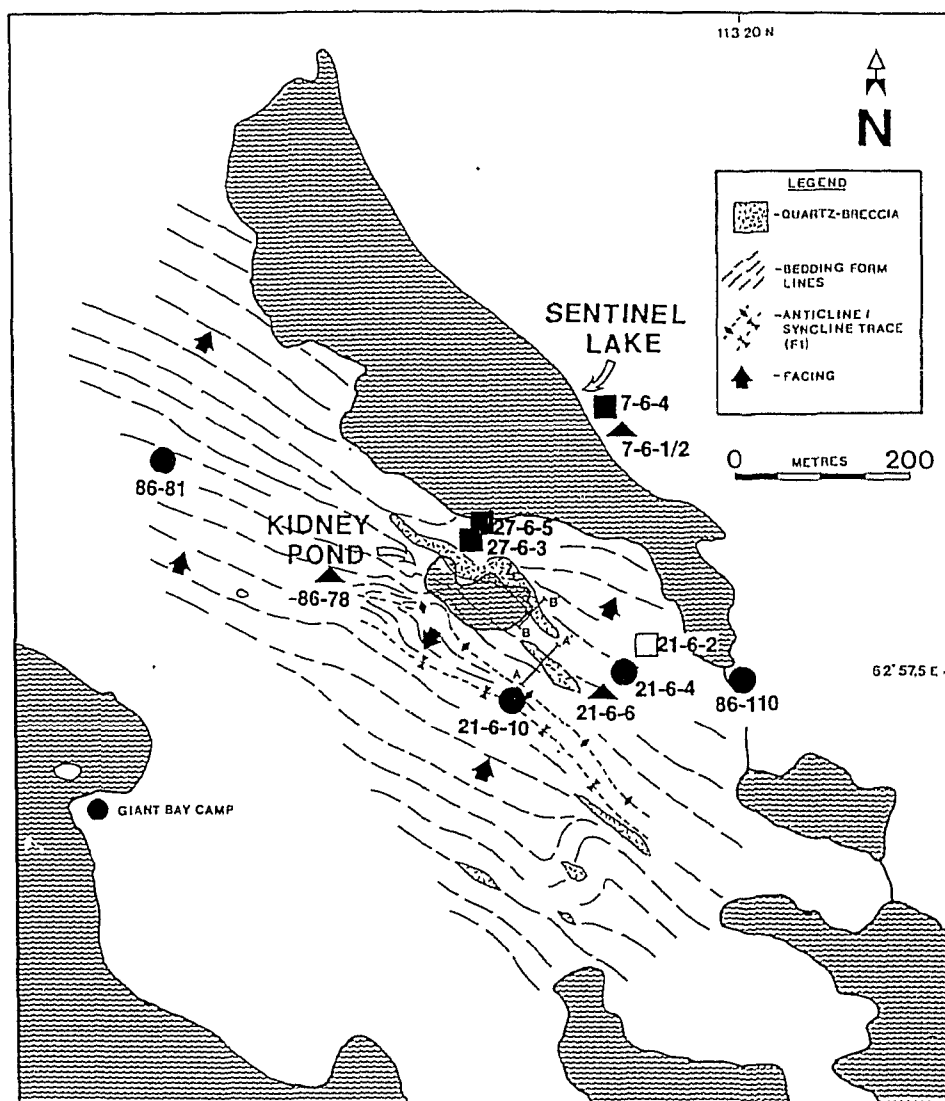 113 20 N
N
LEGEND
-QUARTZ-BRECCIA
-BEDDING FORM
LINES
-ANTICLINE /
SYNCLINE TRACE
(F1)
-FACING
0 METRES 200
SENTINEL
LAKE
7-6-4
7-6-1/2
86-81
KIDNEY
POND
27-6-5
27-6-3
-86-78
B'
B
A'
A
21-6-2
62° 57,5 E
21-6-4
86-110
21-6-6
21-6-10
GIANT BAY CAMP